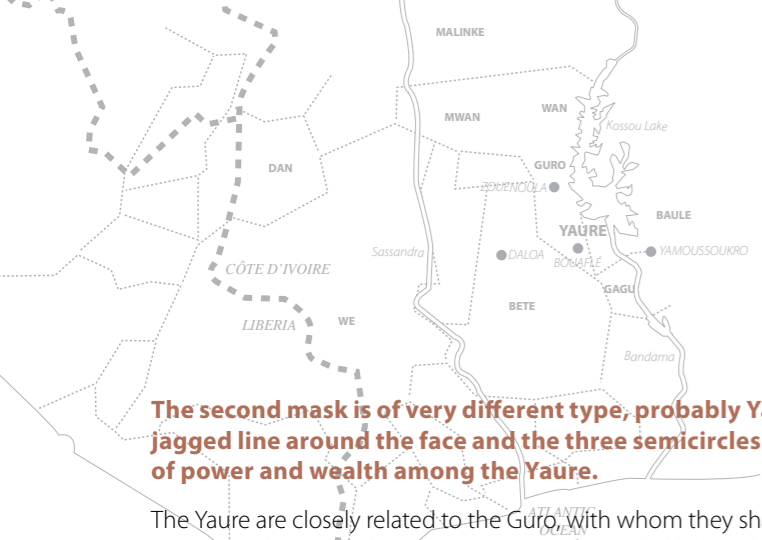 MALINKE
WAN
MWAN
Kossou Lake
GURO
DAN
ZOUENOULA
BAULE
YAURE
Sassandra
DALOA
BOUAFLÉ
YAMOUSSOUKRO
CÔTE D'IVOIRE
GAGU
BETE
LIBERIA
WE
Bandama
The second mask is of very different type, probably Ya
jagged line around the face and the three semicircles
of power and wealth among the Yaure.
ATLANTIC
The Yaure are closely related to the Guro, with whom they sha
OCEAN